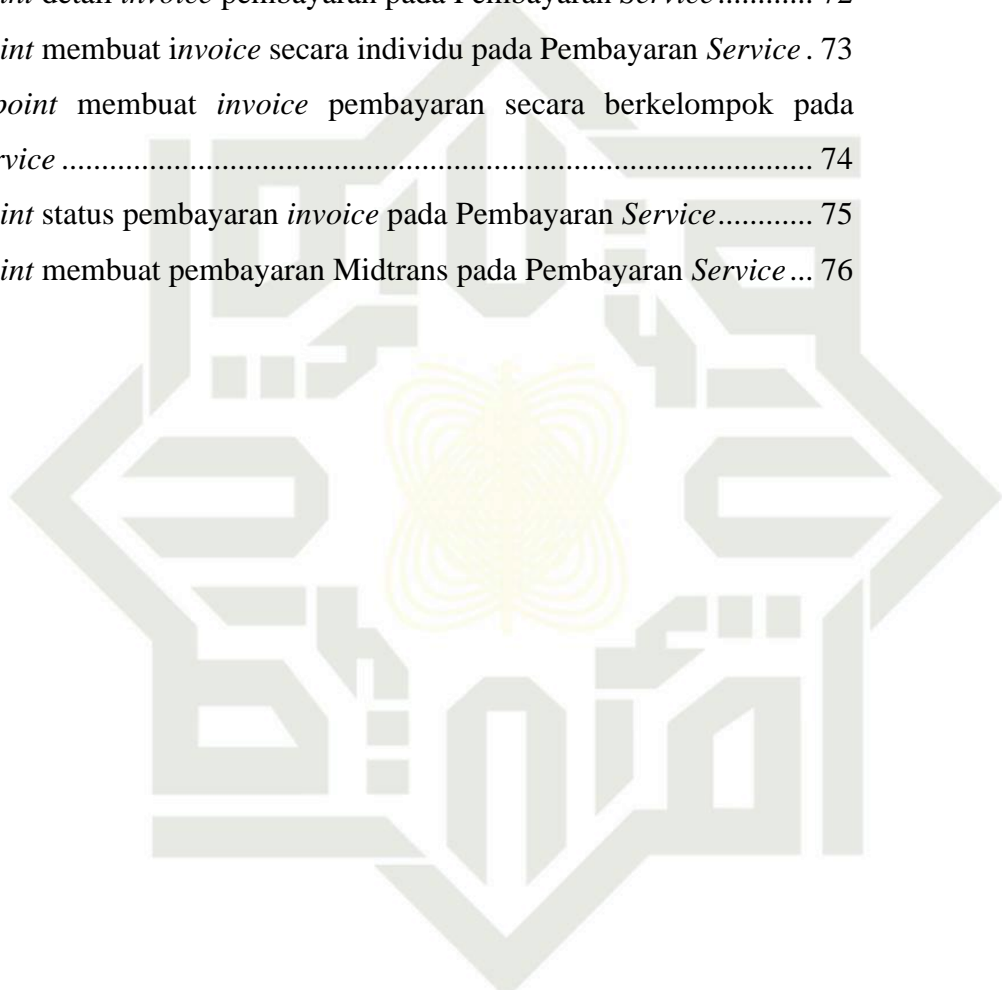 int detail invoice pembayaran pada Pembayaran Service............ 72
int membuat invoice secara individu pada Pembayaran Service . 73
point membuat invoice pembayaran secara berkelompok pada
rvice ................................................................................................ 74
int status pembayaran invoice pada Pembayaran Service............ 75
int membuat pembayaran Midtrans pada Pembayaran Service ... 76